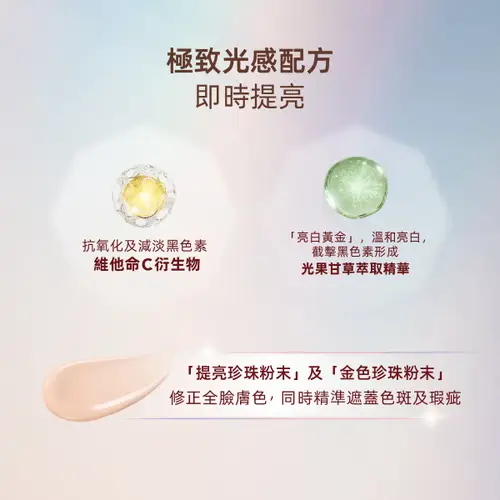 極致光感配方
即時提亮
抗氧化及減淡黑色素
維他命C衍生物
「亮白黃金」, 溫和亮白,
截擊黑色素形成
光果甘草萃取精華
「提亮珍珠粉末」及「金色珍珠粉末」
修正全臉膚色, 同時精準遮蓋色斑及瑕疵